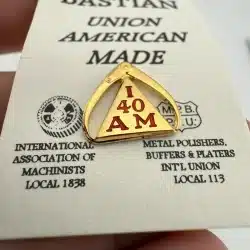 BASTIAN
UNION
AMERICAN
MADE
I
40
AM
M.P.B.
P.&.U.
INTERNATIONAL
ASSOCIATION OF
MACHINISTS
LOCAL 1838
METAL POLISHERS,
BUFFERS & PLATERS
INT'L UNION
LOCAL 113